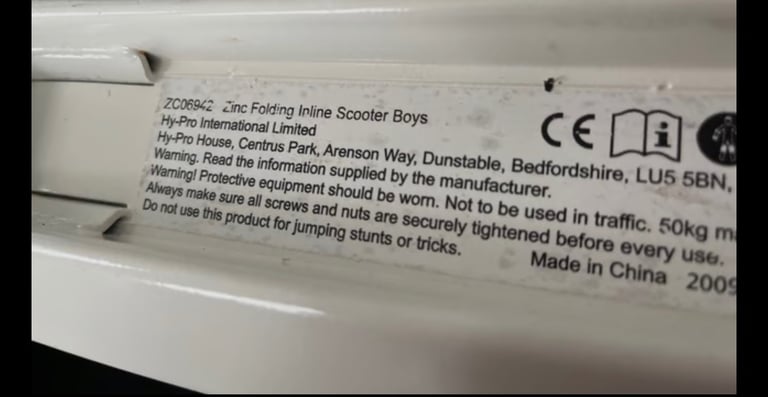 ZC06942 Zinc Folding Inline Scooter Boys
Hy-Pro International Limited
Hy-Pro House, Centrus Park, Arenson Way, Dunstable, Bedfordshire, LU5 5BN,
Warning. Read the information supplied by the manufacturer.
Warning! Protective equipment should be worn. Not to be used in traffic. 50kg
Always make sure all screws and nuts are securely tightened before every use.
Do not use this product for jumping stunts or tricks.
Made in China 2009
CE